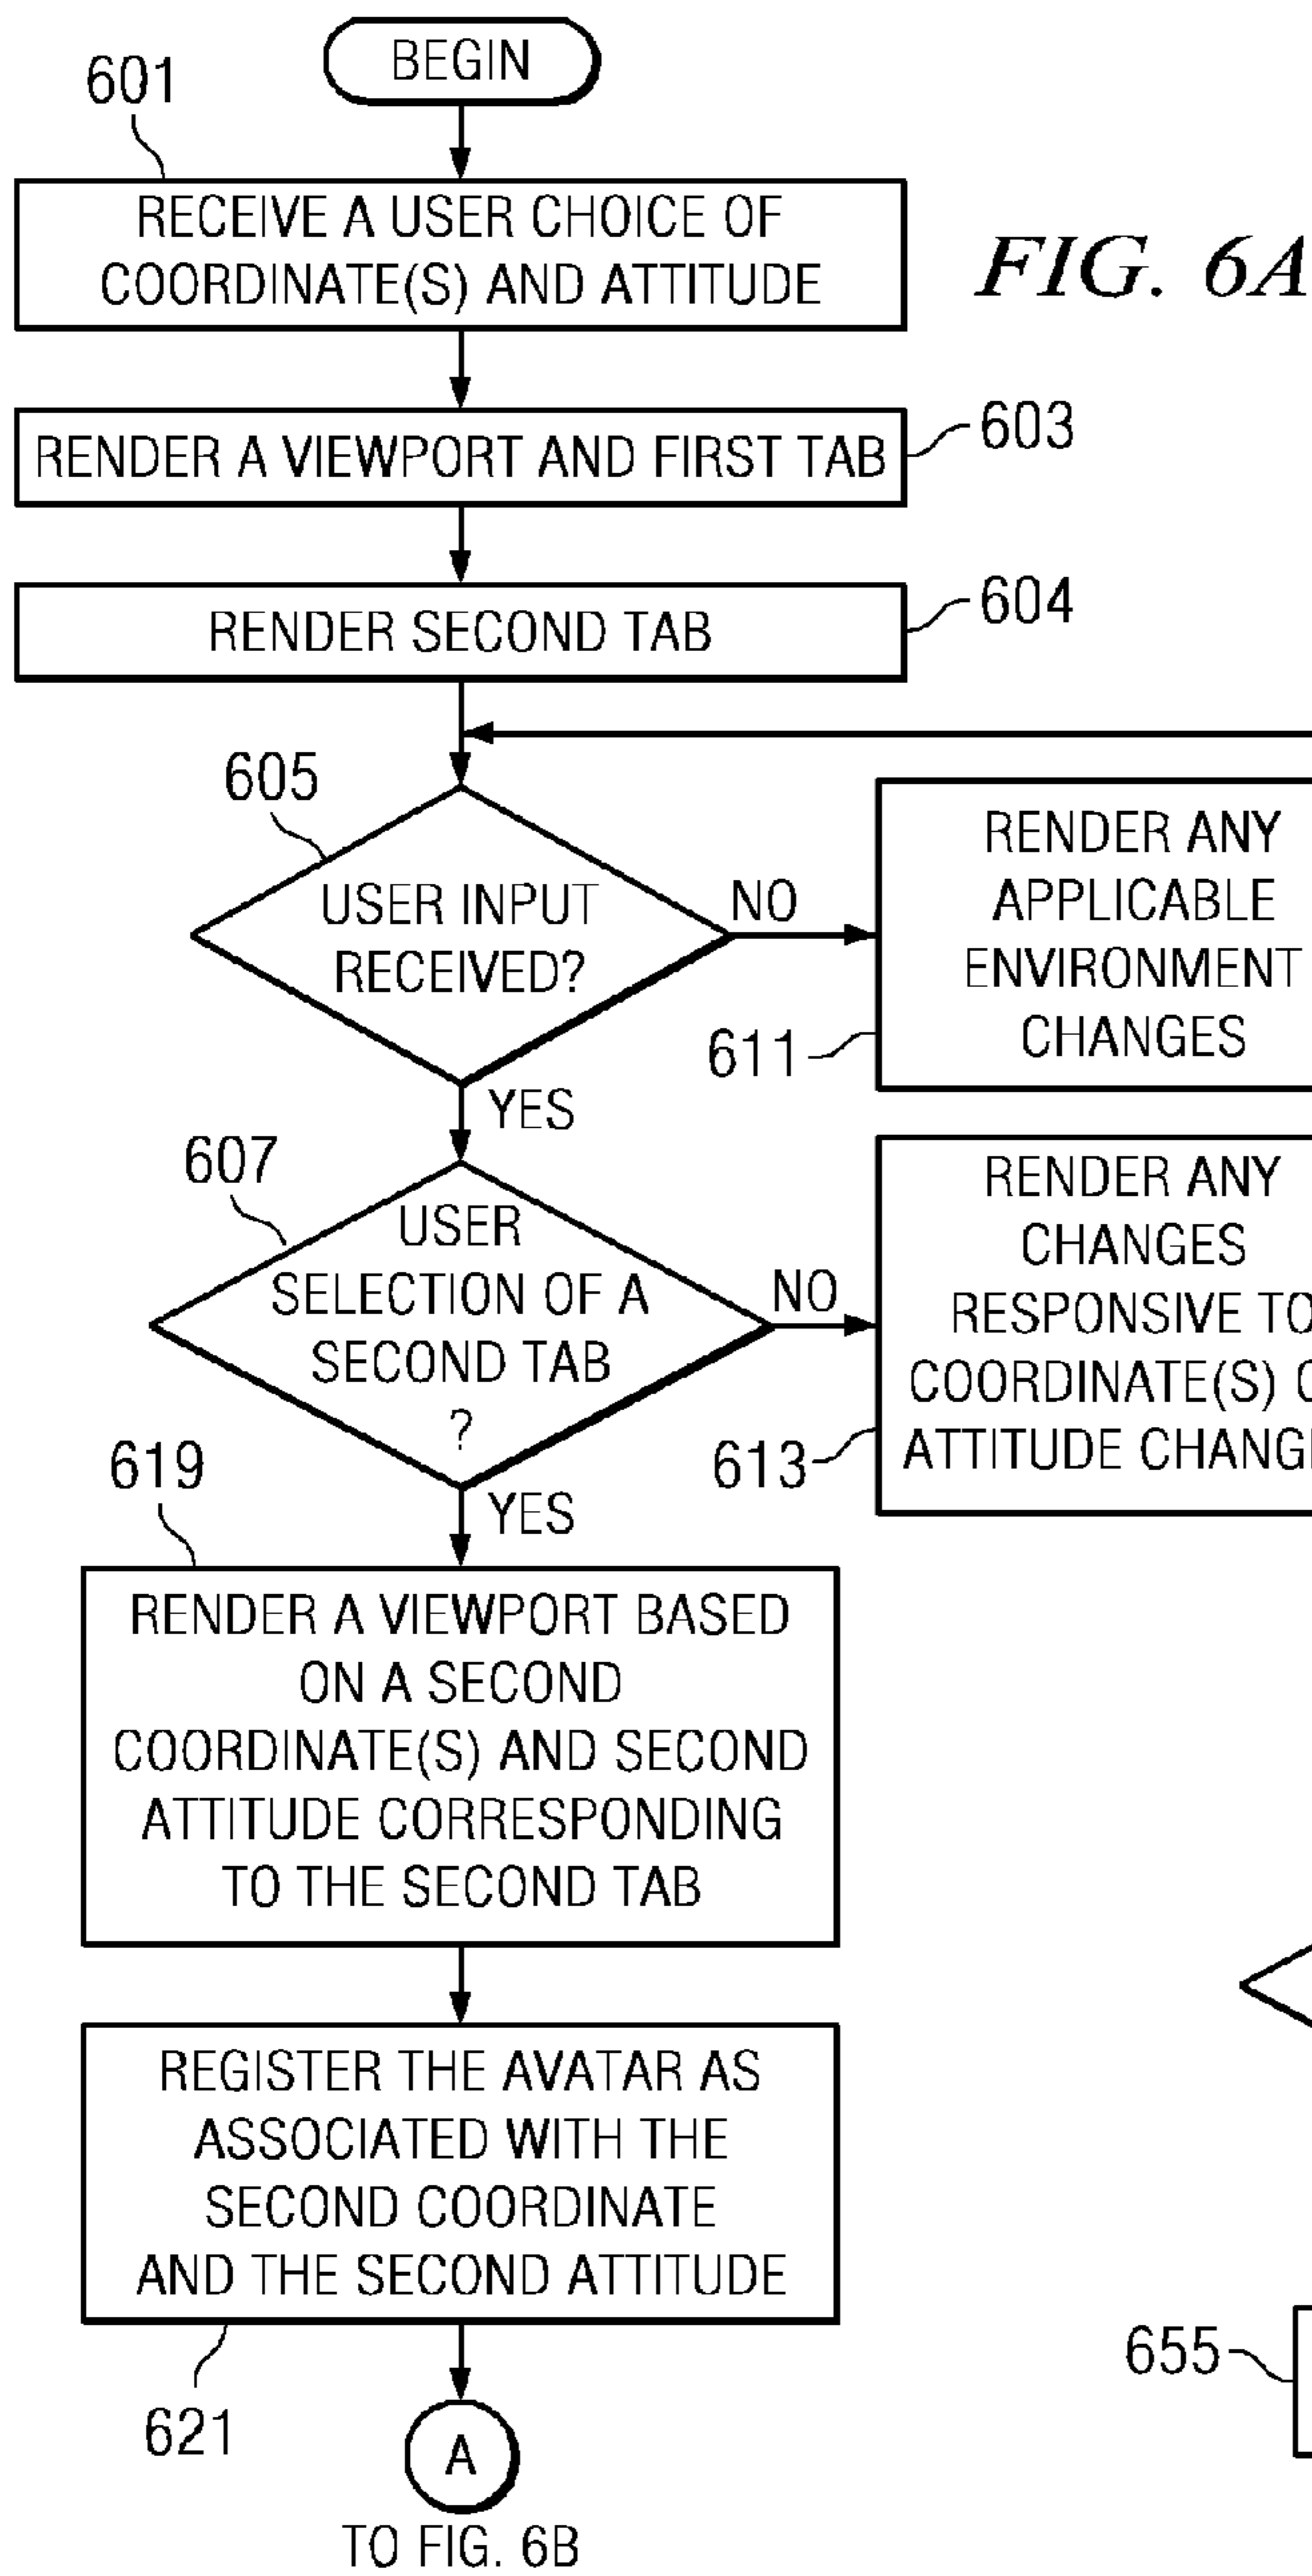 BEGIN
601
RECEIVE A USER CHOICE OF
COORDINATE(S) AND ATTITUDE
FIG. 6A
RENDER A VIEWPORT AND FIRST TAB
603
RENDER SECOND TAB
604
605
USER INPUT
RECEIVED?
NO
YES
RENDER ANY
APPLICABLE
ENVIRONMENT
CHANGES
611
607
USER
SELECTION OF A
SECOND TAB
?
NO
YES
RENDER ANY
CHANGES
RESPONSIVE TO
COORDINATE(S)
ATTITUDE
613
619
RENDER A VIEWPORT BASED
ON A SECOND
COORDINATE(S) AND SECOND
ATTITUDE CORRESPONDING
TO THE SECOND TAB
REGISTER THE AVATAR AS
ASSOCIATED WITH THE
SECOND COORDINATE
AND THE SECOND ATTITUDE
621
655
A
TO FIG. 6B